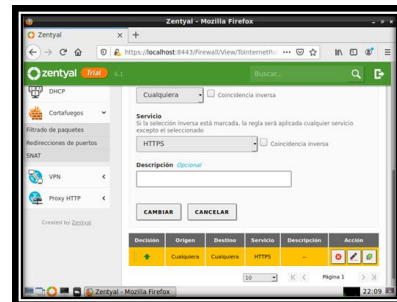 Zentyal - Mozilla Firefox
Zentyal
https://localhost:8443/Firewall/View/ToInternetRu
zentyal Trial 6.1
Buscar...
DHCP
Cortafuegos
Filtrado de paquetes
Redirecciones de puertos
SNAT
VPN
Proxy HTTP
Created by Zentyal
Cualquiera
Coincidencia inversa
Servicio
Si la selección inversa está marcada, la regla será aplicada cualquier servicio
excepto el seleccionado
HTTPS
Coincidencia inversa
Descripción Opcional
CAMBIAR CANCELAR
Decisión Origen Destino Servicio Descripción Acción
Cualquiera Cualquiera HTTPS --
10 Página 1
Zentyal - Mozilla Firefox
22:09